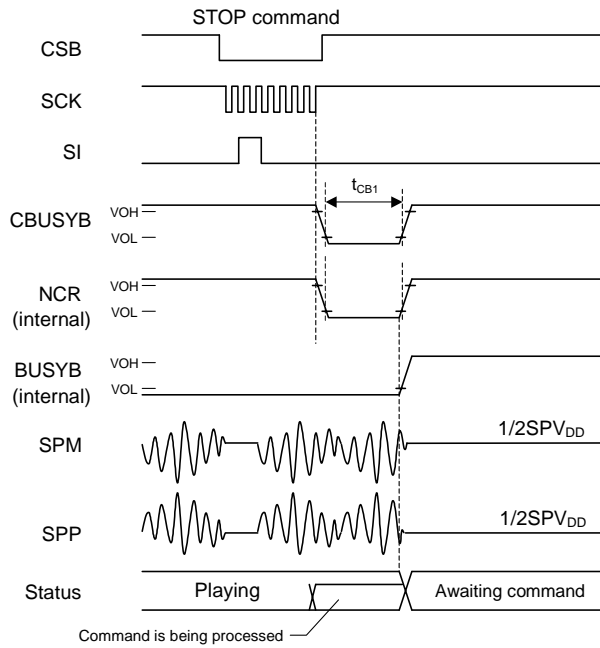 STOP command
CSB
SCK
SI
tCB1
CBUSYB
VOH
VOL
NCR
(internal)
VOH
VOL
BUSYB
(internal)
VOH
VOL
SPM
1/2SPVDD
SPP
1/2SPVDD
Status
Playing
Awaiting command
Command is being processed